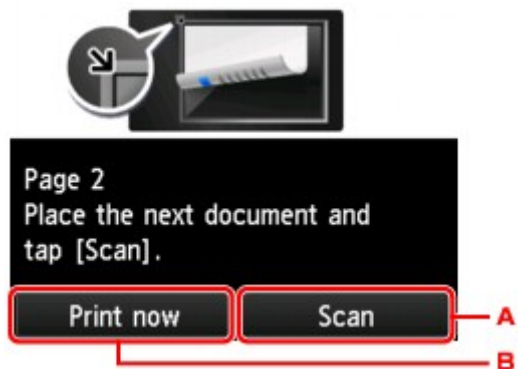 Page 2
Place the next document and
tap [Scan].
Print now Scan
A
B